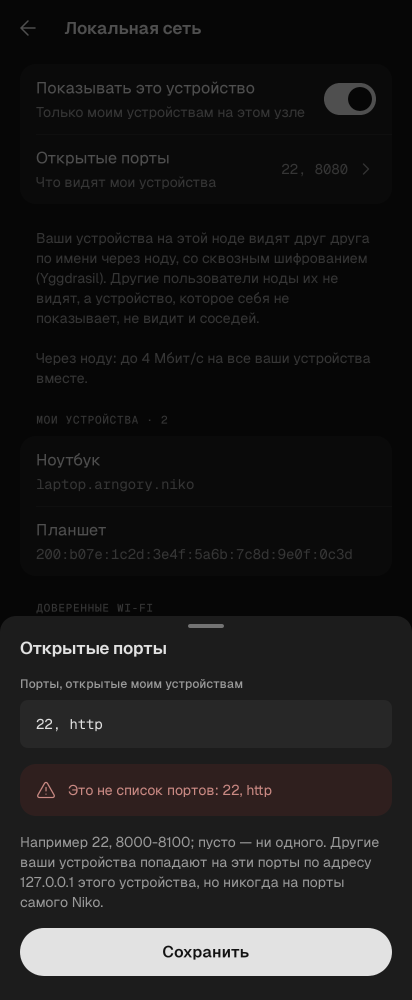 Локальная сеть
Показывать это устройство
Только моим устройствам на этом узле
Открытые порты
Что видят мои устройства
22, 8080
Ваши устройства на этой ноде видят друг друга
по имени через ноду, со сквозным шифрованием
(Yggdrasil). Другие пользователи ноды их не
видят, а устройство, которое себя не
показывает, не видит и соседей.
Через ноду: до 4 Мбит/с на все ваши устройства
вместе.
МОИ УСТРОЙСТВА · 2
Ноутбук
laptop.arngory.niko
Планшет
200:b07e:1c2d:3e4f:5a6b:7c8d:9e0f:0c3d
ДОВЕРЕННЫЕ WI-FI
Открытые порты
Порты, открытые моим устройствам
22, http
Это не список портов: 22, http
Например 22, 8000-8100; пусто — ни одного. Другие
ваши устройства попадают на эти порты по адресу
127.0.0.1 этого устройства, но никогда на порты
самого Niko.
Сохранить